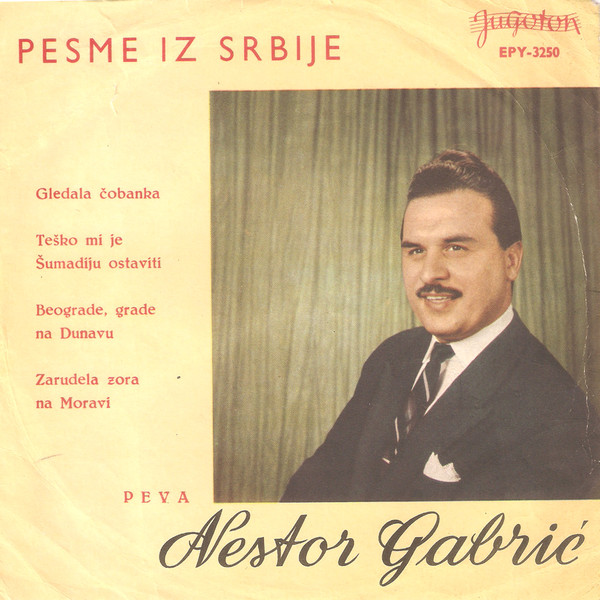 Jugoton
PESME IZ SRBIJE
EPY-3250
Gledala čobanka
Teško mi je
Šumadiju ostaviti
Beograde, grade
na Dunavu
Zarudela zora
na Moravi
PEVA
Nestor Gabrić